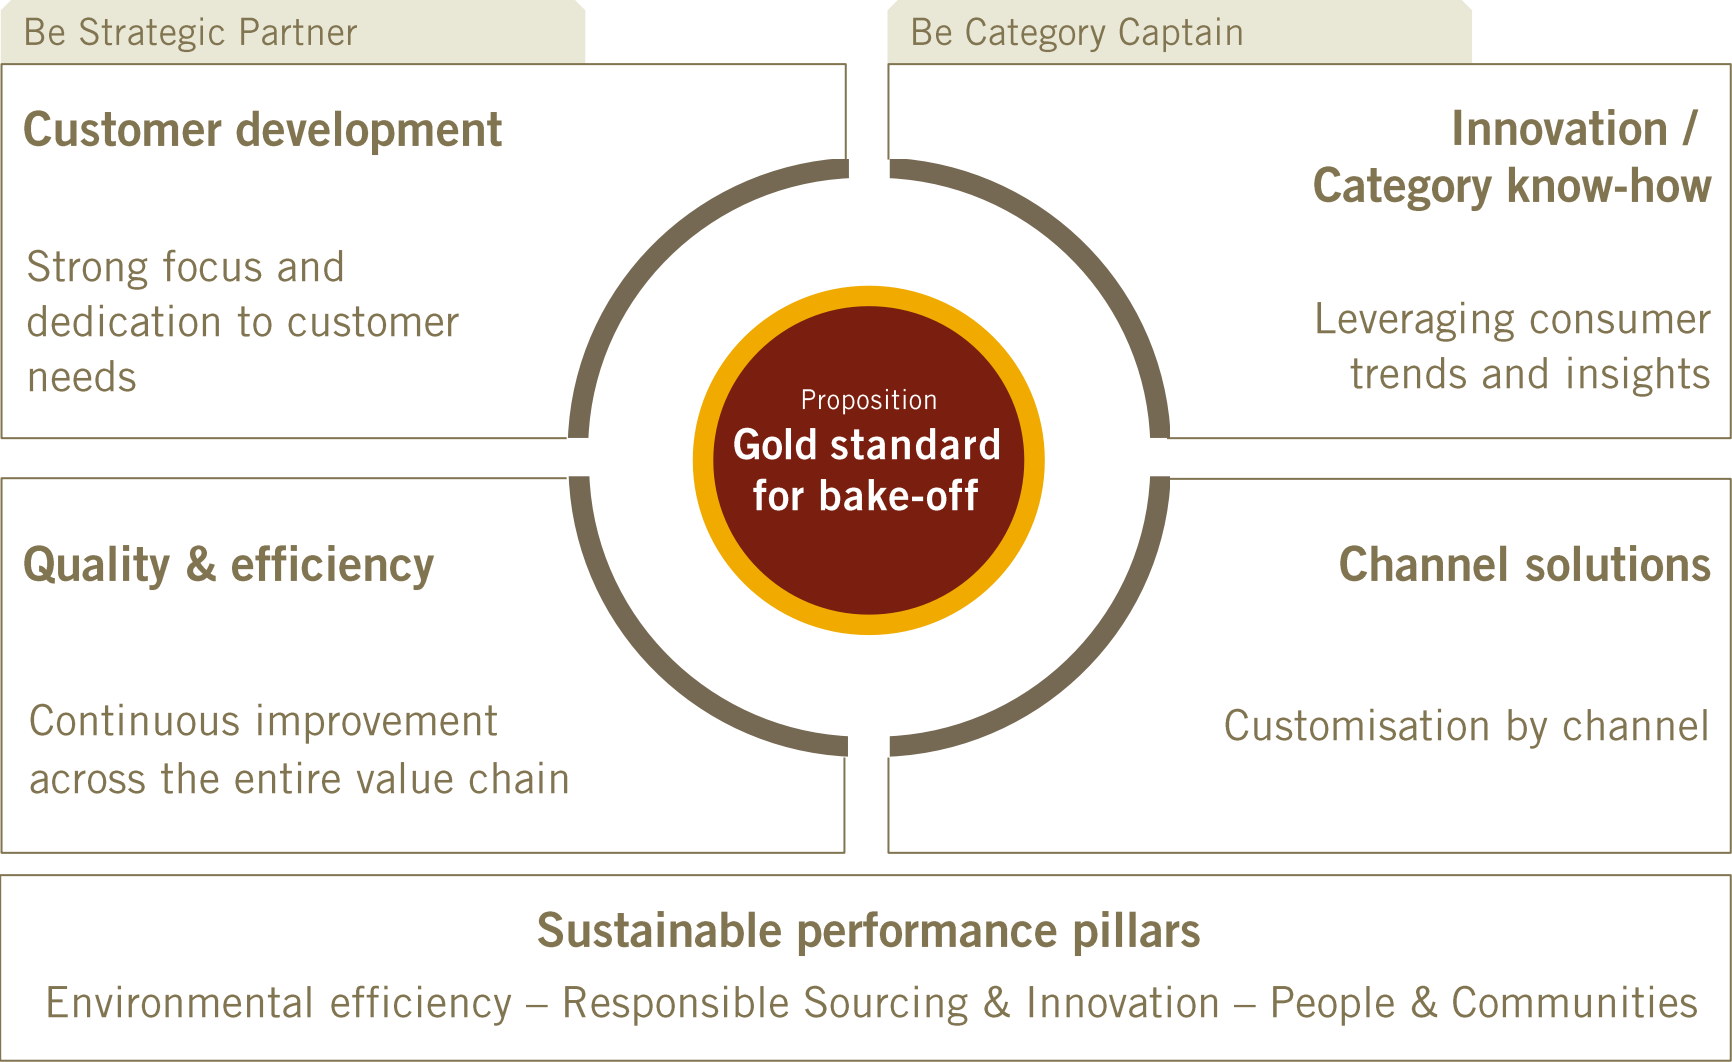 Be Strategic Partner
Customer development
Strong focus and
dedication to customer
needs
Be Category Captain
Innovation /
Category know-how
Leveraging consumer
trends and insights
Proposition
Gold standard
for bake-off
Quality & efficiency
Continuous improvement
across the entire value chain
Channel solutions
Customisation by channel
Sustainable performance pillars
Environmental efficiency – Responsible Sourcing & Innovation – People & Communities